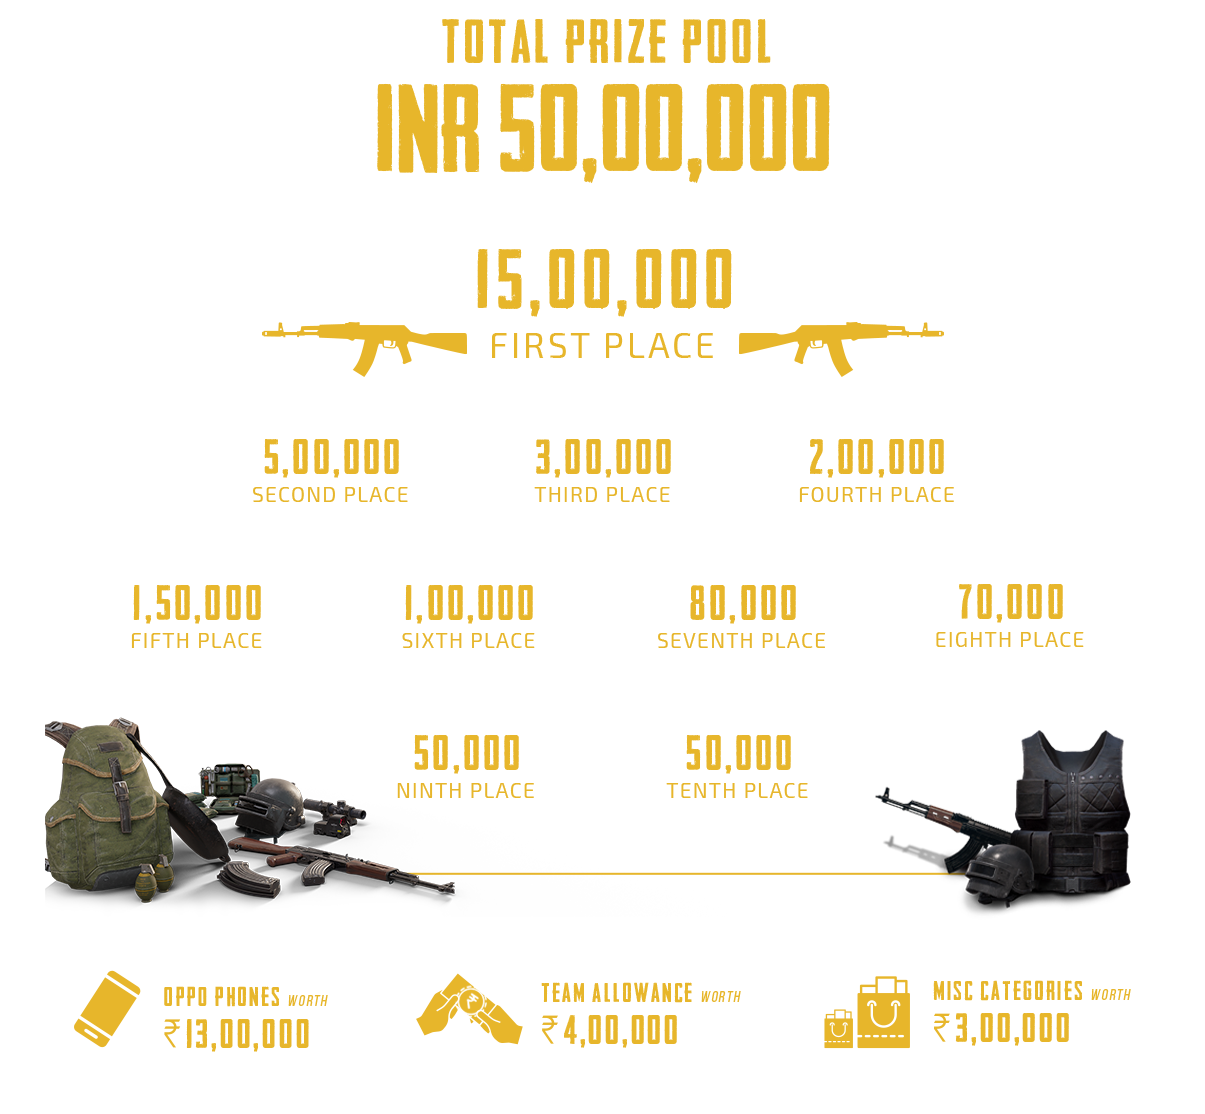 TOTAL PRIZE POOL
INR 50,00,000
15,00,000
FIRST PLACE
5,00,000
SECOND PLACE
3,00,000
THIRD PLACE
2,00,000
FOURTH PLACE
1,50,000
FIFTH PLACE
1,00,000
SIXTH PLACE
80,000
SEVENTH PLACE
70,000
EIGHTH PLACE
50,000
NINTH PLACE
50,000
TENTH PLACE
OPPO PHONES WORTH
₹13,00,000
TEAM ALLOWANCE WORTH
₹4,00,000
MISC CATEGORIES WORTH
₹3,00,000